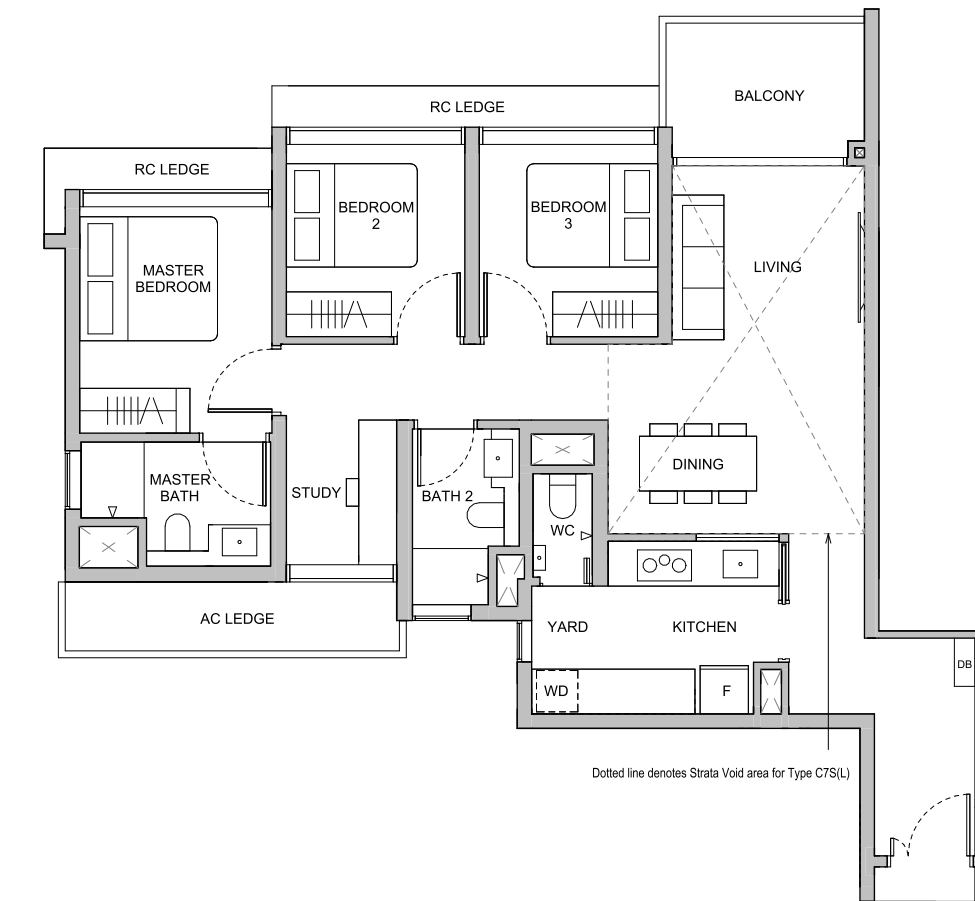 BALCONY
RC LEDGE
RC LEDGE
BEDROOM
2
BEDROOM
3
MASTER
BEDROOM
LIVING
DINING
MASTER
BATH
STUDY
BATH 2
WC
AC LEDGE
YARD
KITCHEN
DB
WD
F
Dotted line denotes Strata Void area for Type C7S(L)